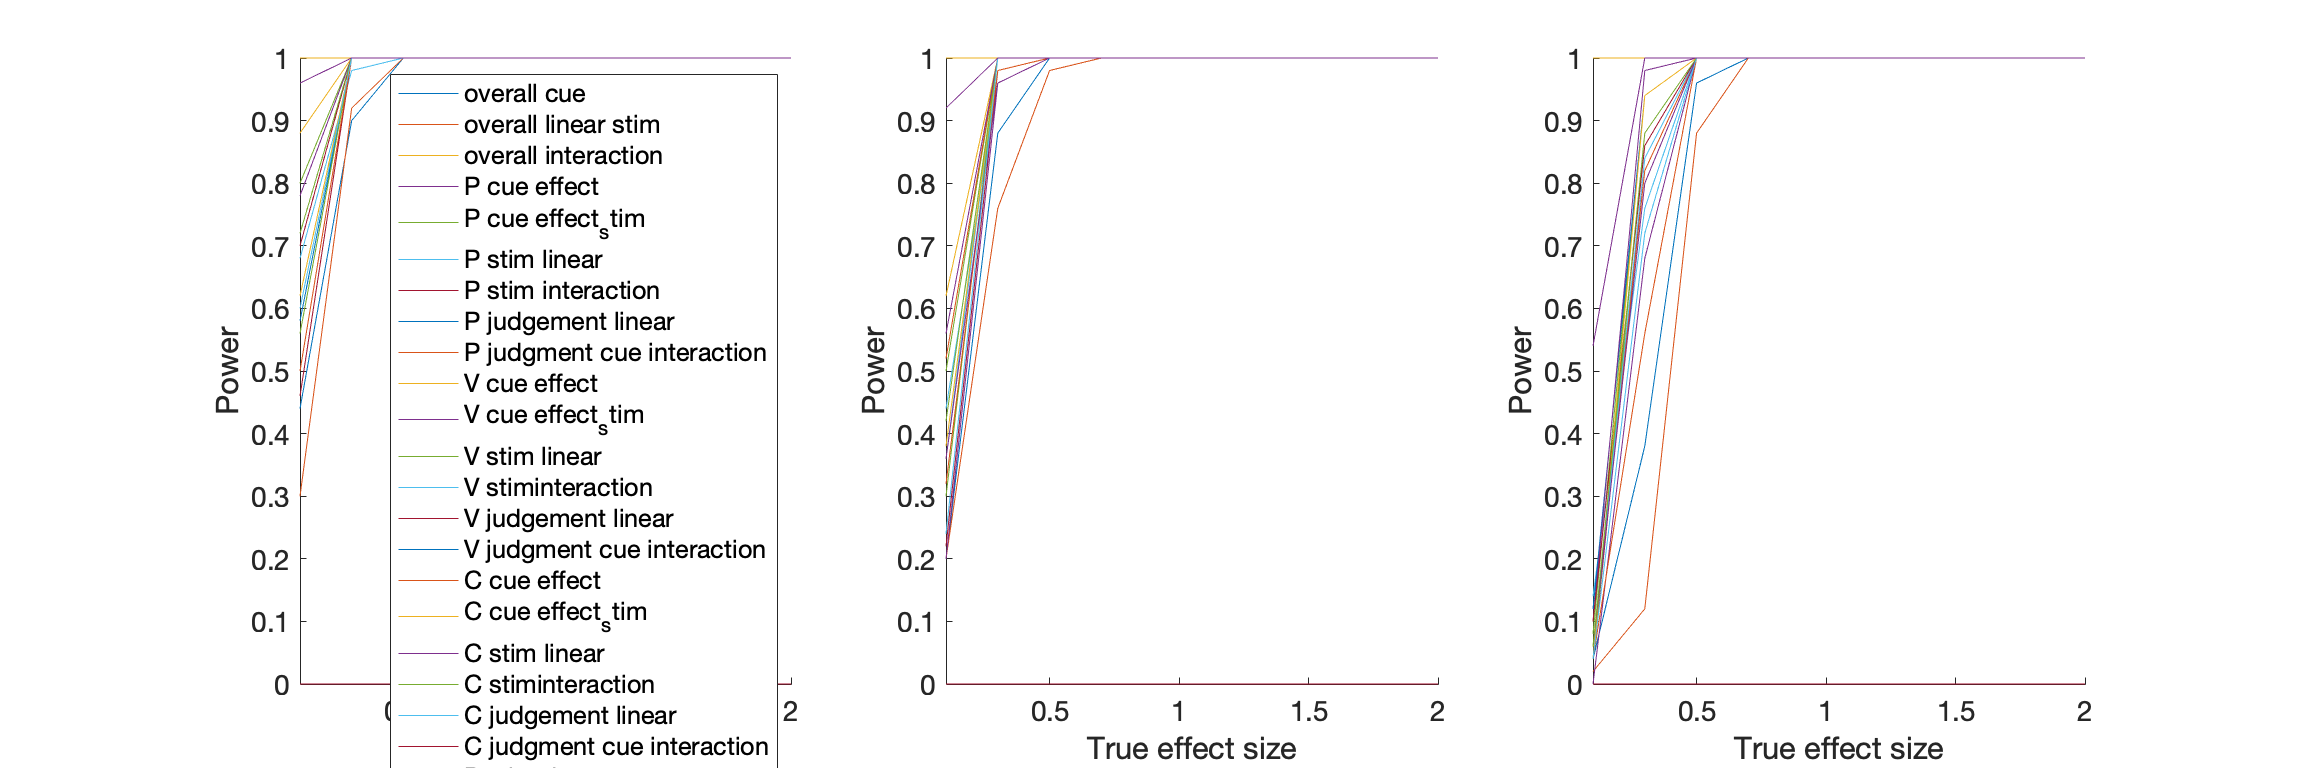 1
0.9
0.8
0.7
0.6
0.5
0.4
0.3
0.2
0.1
0
Power
2
overall cue
overall linear stim
overall interaction
P cue effect
P cue effectstim
P stim linear
P stim interaction
P judgement linear
P judgment cue interaction
V cue effect
V cue effectstim
V stim linear
V stiminteraction
V judgement linear
V judgment cue interaction
C cue effect
C cue effectstim
C stim linear
C stiminteraction
C judgement linear
C judgment cue interaction
1
0.9
0.8
0.7
0.6
0.5
0.4
0.3
0.2
0.1
0
Power
0.5 1 1.5 2
True effect size
1
0.9
0.8
0.7
0.6
0.5
0.4
0.3
0.2
0.1
0
Power
0.5 1 1.5 2
True effect size